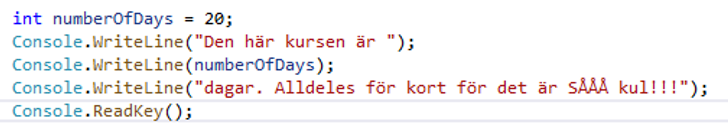 int numberOfDays = 20;
Console.WriteLine("Den här kursen är ");
Console.WriteLine(numberOfDays);
Console.WriteLine("dagar. Alldeles för kort för det är SÅÅÅ kul!!!");
Console.ReadKey();